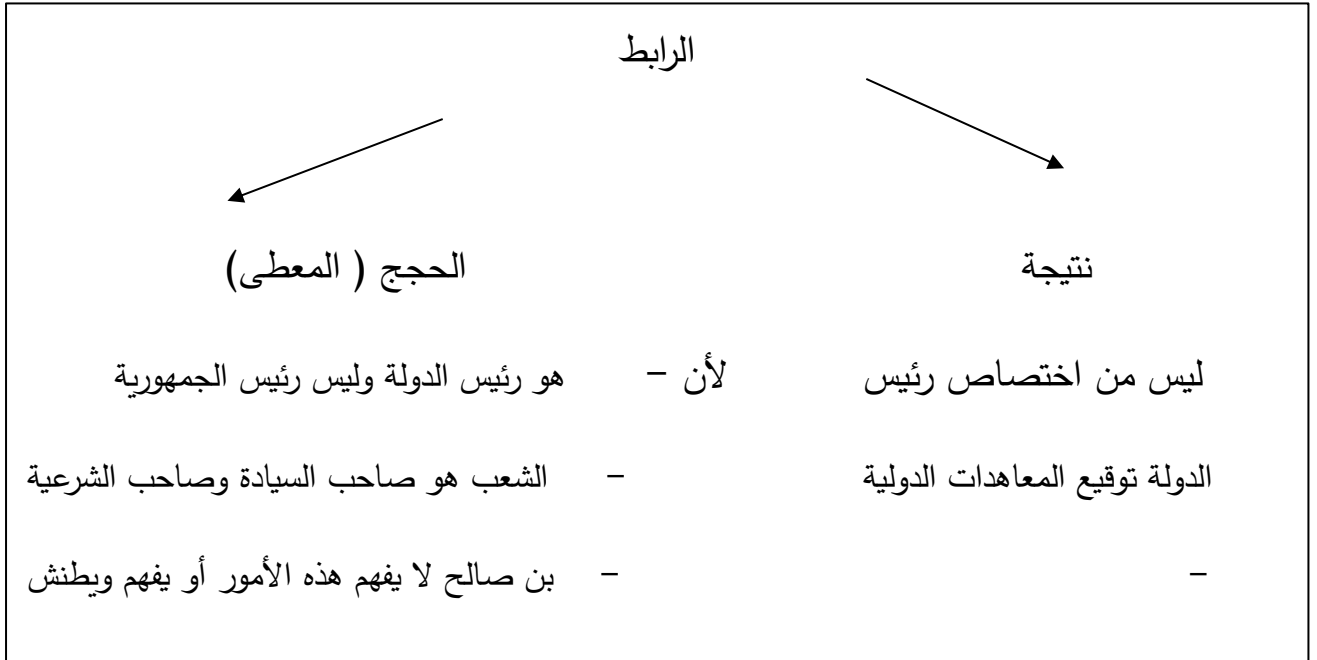 الرابط
نتيجة الحجج ( المعطى)
ليس من اختصاص رئيس لأن - هو رئيس الدولة وليس رئيس الجمهورية
الدولة توقيع المعاهدات الدولية - الشعب هو صاحب السيادة وصاحب الشرعية
- - بن صالح لا يفهم هذه الأمور أو يفهم ويطنش